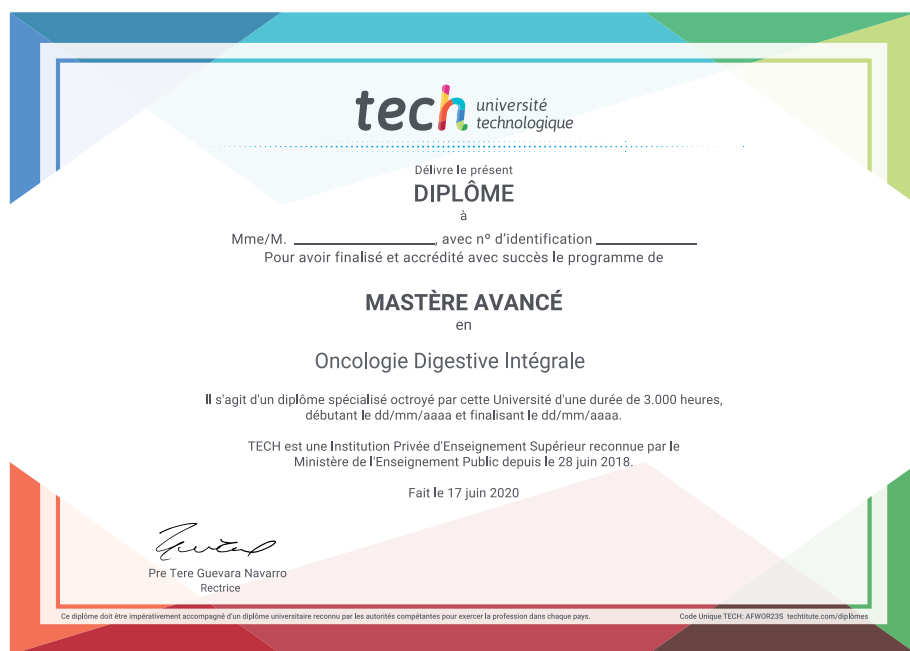 tech université
technologique
Délivre le présent
DIPLÔME
à
Mme/M. ____________________, avec nº d'identification ______________
Pour avoir finalisé et accrédité avec succès le programme de
MASTÈRE AVANCÉ
en
Oncologie Digestive Intégrale
Il s'agit d'un diplôme spécialisé octroyé par cette Université d'une durée de 3.000 heures,
débutant le dd/mm/aaaa et finalisant le dd/mm/aaaa.
TECH est une Institution Privée d'Enseignement Supérieur reconnue par le
Ministère de l'Enseignement Public depuis le 28 juin 2018.
Fait le 17 juin 2020
Pre Tere Guevara Navarro
Rectrice
Ce diplôme doit être impérativement accompagné d'un diplôme universitaire reconnu par les autorités compétantes pour exercer la profession dans chaque pays.
Code Unique TECH: AFWOR23S techtitute.com/diplômes